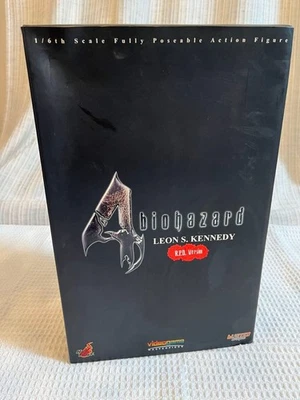 1/6th Scale Fully Poseable Action Figure
4 biohazard
LEON S. KENNEDY
R.P.D. Version